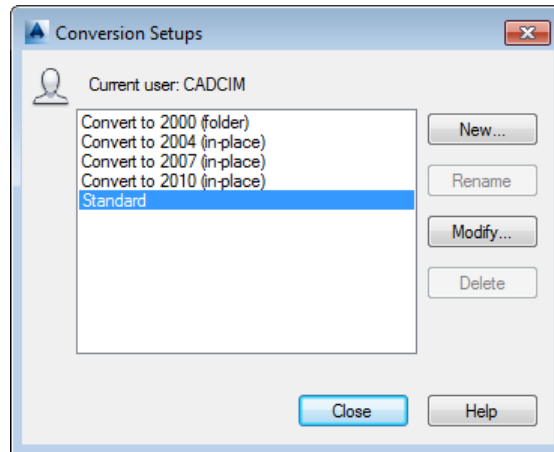 Conversion Setups
Current user: CADCIM
Convert to 2000 (folder)
Convert to 2004 (in-place)
Convert to 2007 (in-place)
Convert to 2010 (in-place)
Standard
New...
Rename
Modify...
Delete
Close
Help